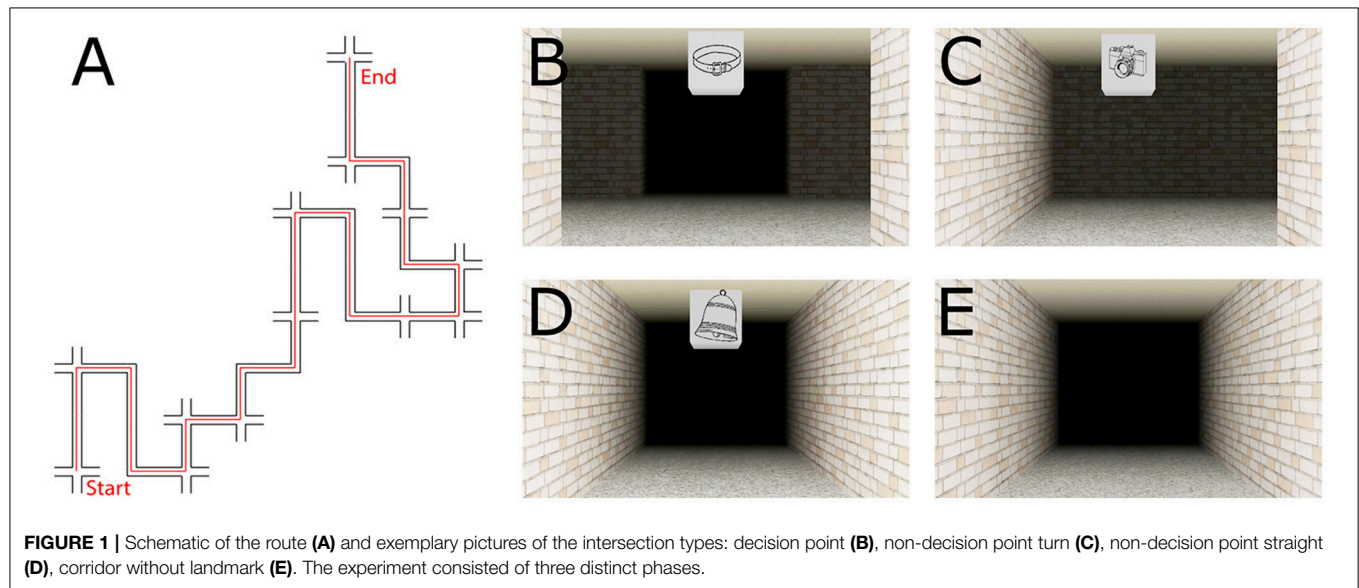 A
End
Start
B
C
D
E
FIGURE 1 | Schematic of the route (A) and exemplary pictures of the intersection types: decision point (B), non-decision point turn (C), non-decision point straight
(D), corridor without landmark (E). The experiment consisted of three distinct phases.